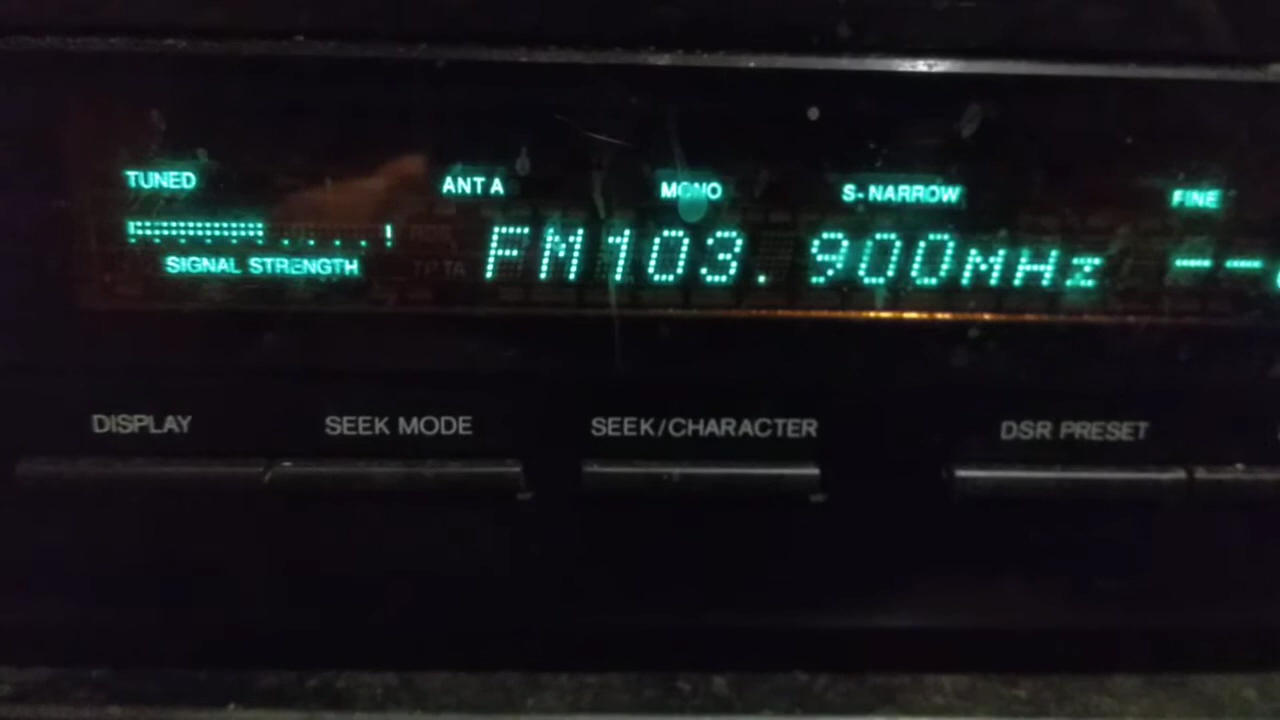 TUNED ANT A MONO S-NARROW FINE
FM103.900MHz --
SIGNAL STRENGTH
DISPLAY SEEK MODE SEEK/CHARACTER DSR PRESET